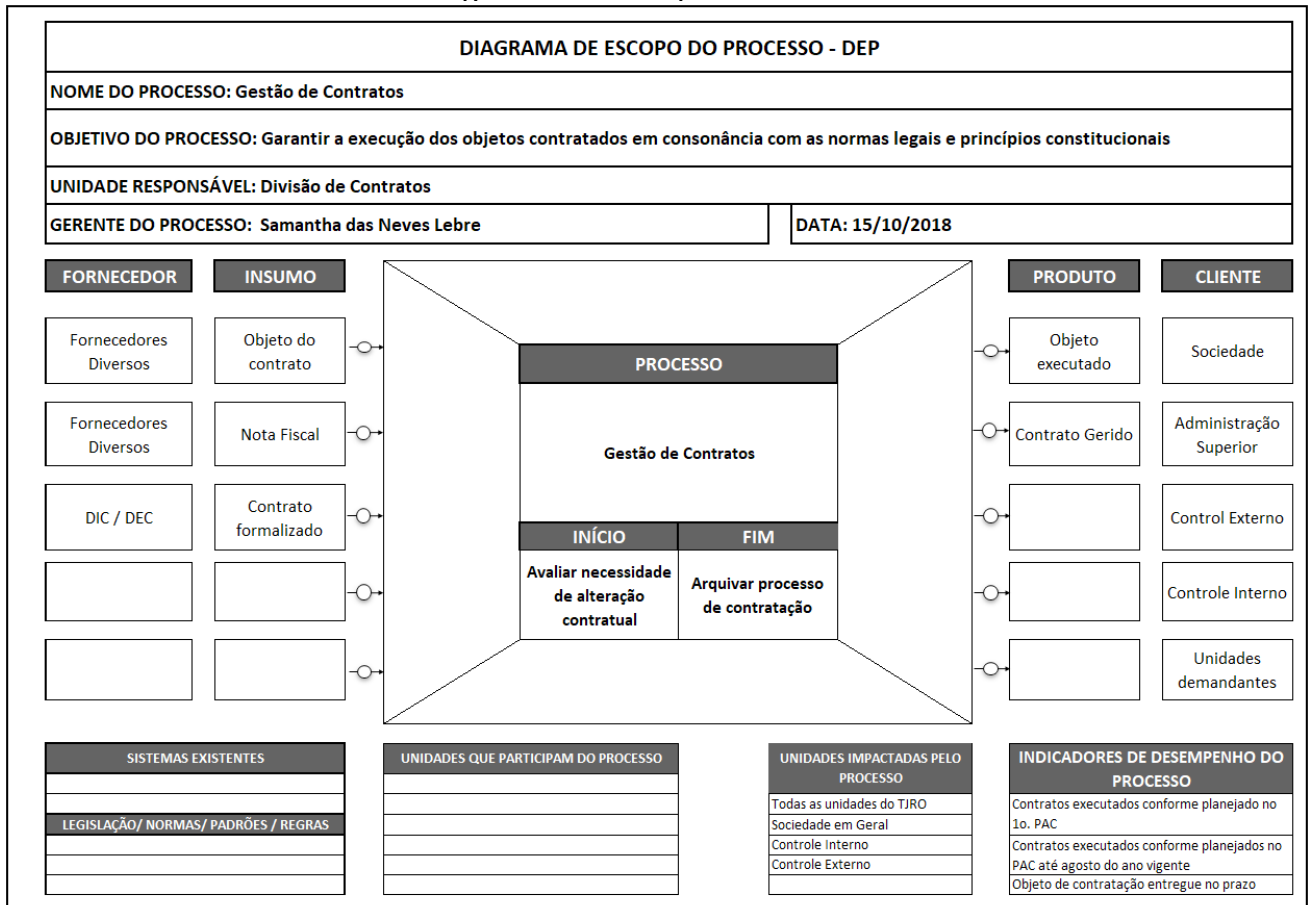 DIAGRAMA DE ESCOPO DO PROCESSO - DEP
NOME DO PROCESSO: Gestão de Contratos
OBJETIVO DO PROCESSO: Garantir a execução dos objetos contratados em consonância com as normas legais e princípios constitucionais
UNIDADE RESPONSÁVEL: Divisão de Contratos
GERENTE DO PROCESSO: Samantha das Neves Lebre
DATA: 15/10/2018
FORNECEDOR
INSUMO
Fornecedores
Diversos
Objeto do
contrato
Fornecedores
Diversos
Nota Fiscal
DIC / DEC
Contrato
formalizado
PROCESSO
Gestão de Contratos
INÍCIO
FIM
Avaliar necessidade
de alteração
contratual
Arquivar processo
de contratação
PRODUTO
CLIENTE
Objeto
executado
Sociedade
Contrato Gerido
Administração
Superior
Control Externo
Controle Interno
Unidades
demandantes
SISTEMAS EXISTENTES
LEGISLAÇÃO/ NORMAS/ PADRÕES / REGRAS
UNIDADES QUE PARTICIPAM DO PROCESSO
UNIDADES IMPACTADAS PELO
PROCESSO
Todas as unidades do TJRO
Sociedade em Geral
Controle Interno
Controle Externo
INDICADORES DE DESEMPENHO DO
PROCESSO
Contratos executados conforme planejado no
1o. PAC
Contratos executados conforme planejados no
PAC até agosto do ano vigente
Objeto de contratação entregue no prazo